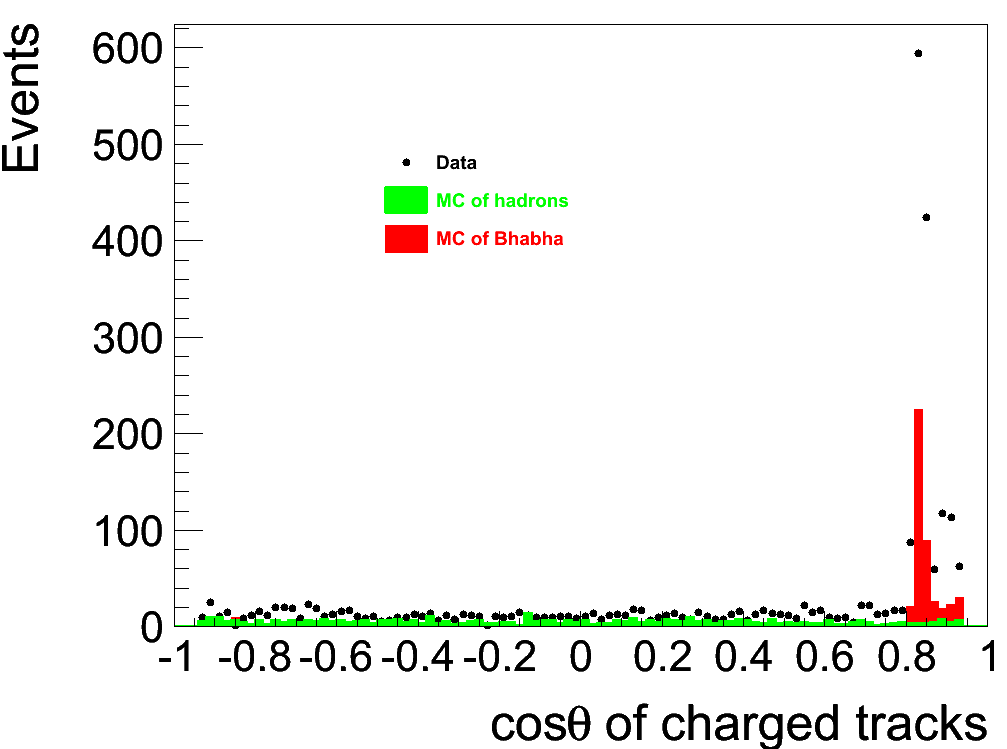 Events
600
500
400
300
200
100
0
Data
MC of hadrons
MC of Bhabha
-1 -0.8 -0.6 -0.4 -0.2 0 0.2 0.4 0.6 0.8 1
cosθ of charged tracks